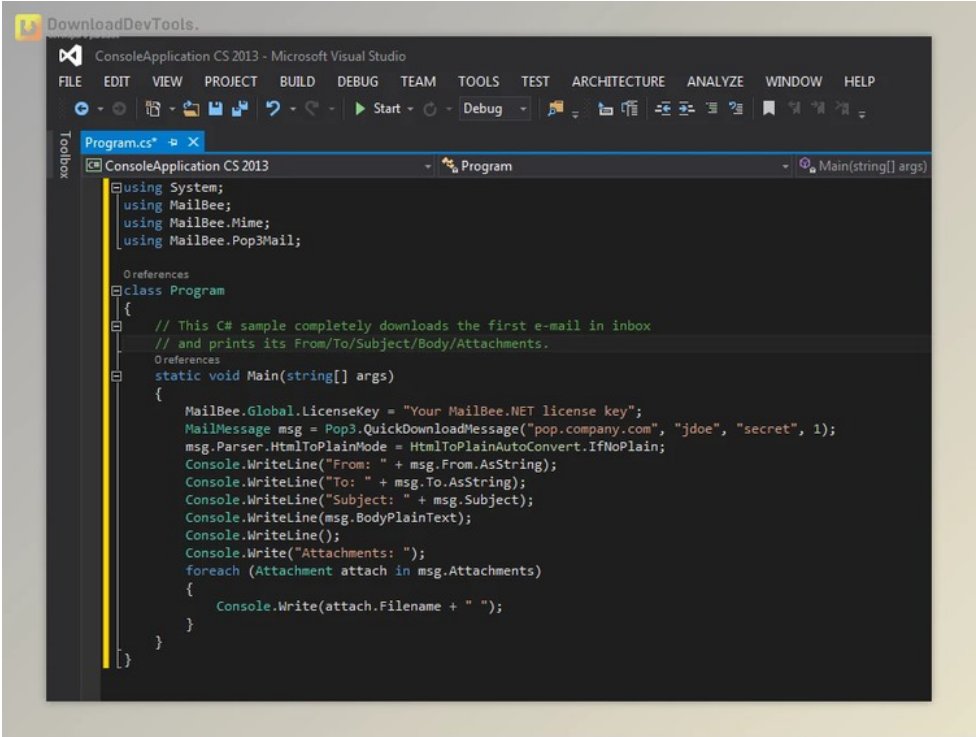 DownloadDevTools.
ConsoleApplication CS 2013 - Microsoft Visual Studio
FILE EDIT VIEW PROJECT BUILD DEBUG TEAM TOOLS TEST ARCHITECTURE ANALYZE WINDOW HELP
Start Debug
Toolbox
Program.cs*
C# ConsoleApplication CS 2013 Program Main(string[] args)
using System;
using MailBee;
using MailBee.Mime;
using MailBee.Pop3Mail;
0 references
class Program
{
// This C# sample completely downloads the first e-mail in inbox
// and prints its From/To/Subject/Body/Attachments.
0 references
static void Main(string[] args)
{
MailBee.Global.LicenseKey = "Your MailBee.NET license key";
MailMessage msg = Pop3.QuickDownloadMessage("pop.company.com", "jdoe", "secret", 1);
msg.Parser.HtmlToPlainMode = HtmlToPlainAutoConvert.IfNoPlain;
Console.WriteLine("From: " + msg.From.AsString);
Console.WriteLine("To: " + msg.To.AsString);
Console.WriteLine("Subject: " + msg.Subject);
Console.WriteLine(msg.BodyPlainText);
Console.WriteLine();
Console.Write("Attachments: ");
foreach (Attachment attach in msg.Attachments)
{
Console.Write(attach.Filename + " ");
}
}
}